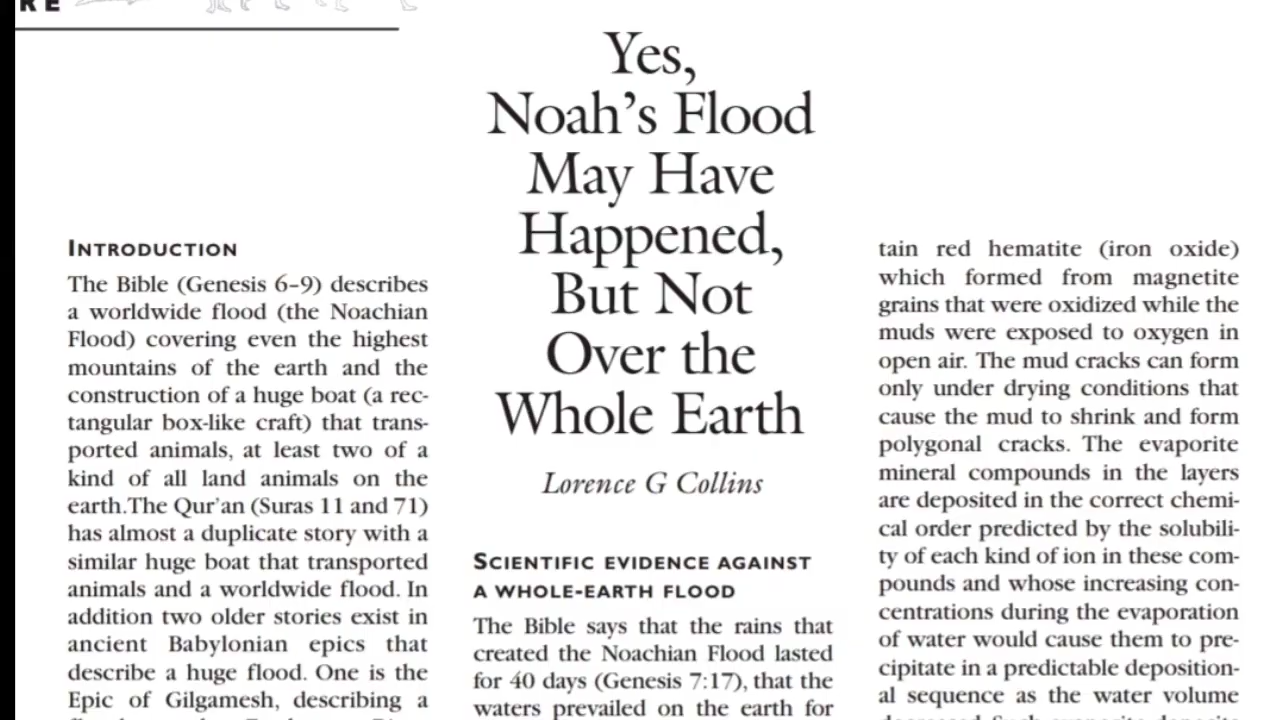 RE
Yes,
Noah's Flood
May Have
Happened,
But Not
Over the
Whole Earth
Lorence G Collins
INTRODUCTION
The Bible (Genesis 6–9) describes
a worldwide flood (the Noachian
Flood) covering even the highest
mountains of the earth and the
construction of a huge boat (a rec-
tangular box-like craft) that trans-
ported animals, at least two of a
kind of all land animals on the
earth.The Qur'an (Suras 11 and 71)
has almost a duplicate story with a
similar huge boat that transported
animals and a worldwide flood. In
addition two older stories exist in
ancient Babylonian epics that
describe a huge flood. One is the
Epic of Gilgamesh, describing a
SCIENTIFIC EVIDENCE AGAINST
A WHOLE-EARTH FLOOD
The Bible says that the rains that
created the Noachian Flood lasted
for 40 days (Genesis 7:17), that the
waters prevailed on the earth for
tain red hematite (iron oxide)
which formed from magnetite
grains that were oxidized while the
muds were exposed to oxygen in
open air. The mud cracks can form
only under drying conditions that
cause the mud to shrink and form
polygonal cracks. The evaporite
mineral compounds in the layers
are deposited in the correct chemi-
cal order predicted by the solubili-
ty of each kind of ion in these com-
pounds and whose increasing con-
centrations during the evaporation
of water would cause them to pre-
cipitate in a predictable deposition-
al sequence as the water volume